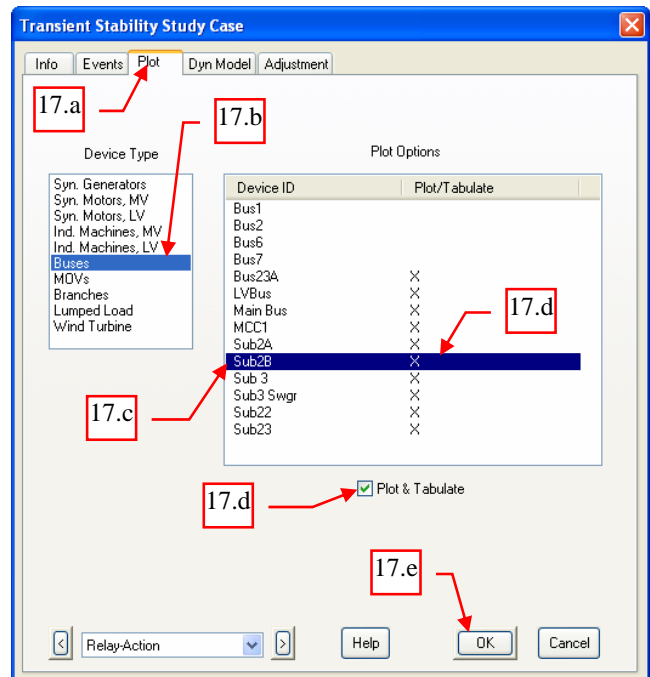 Transient Stability Study Case
Info Events Plot Dyn Model Adjustment
17.a
17.b
Device Type
Plot Options
Syn. Generators
Syn. Motors, MV
Syn. Motors, LV
Ind. Machines, MV
Ind. Machines, LV
Buses
MOVs
Branches
Lumped Load
Wind Turbine
Device ID Plot/Tabulate
Bus1
Bus2
Bus6
Bus7
Bus23A X
LVBus X
Main Bus X
MCC1 X
Sub2A X
Sub2B X
Sub 3 X
Sub3 Swgr X
Sub22 X
Sub23 X
17.d
17.c
17.d
Plot & Tabulate
17.e
< Relay-Action > Help OK Cancel